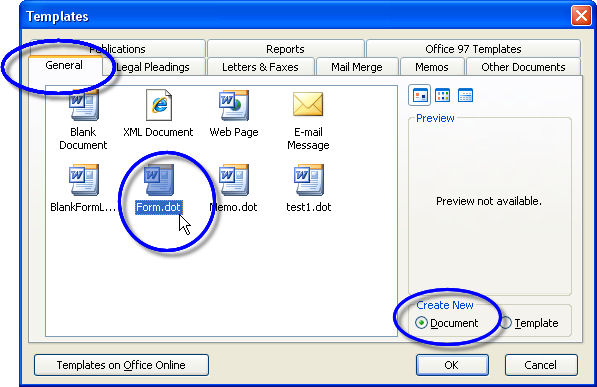 Templates
Publications
Reports
Office 97 Templates
General
Legal Pleadings
Letters & Faxes
Mail Merge
Memos
Other Documents
Blank
Document
XML Document
Web Page
E-mail
Message
BlankFormL...
Form.dot
Memo.dot
test1.dot
Preview
Preview not available.
Create New
Document
Template
Templates on Office Online
OK
Cancel